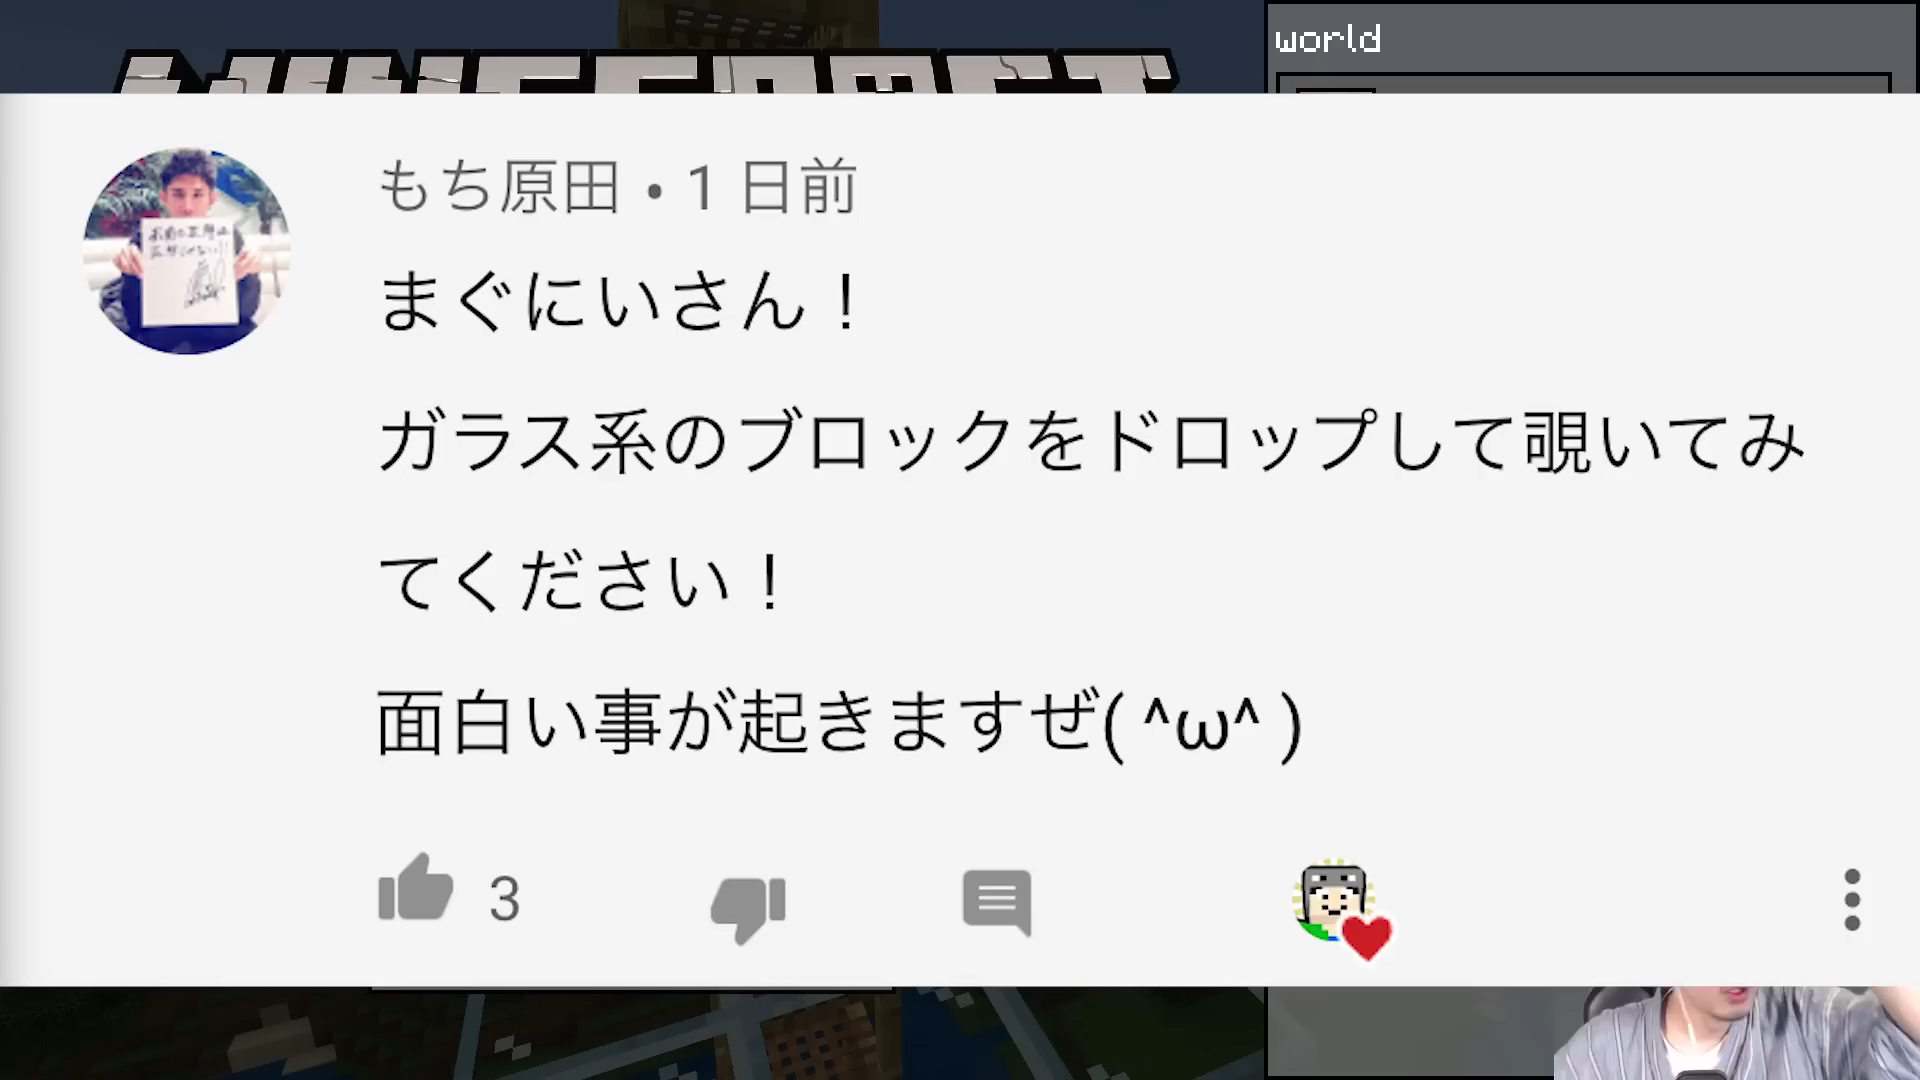 MINECRAFT
world
もち原田 • 1 日前
まぐにいさん！
ガラス系のブロックをドロップして覗いてみ
てください！
面白い事が起きますぜ( ^ω^ )
3